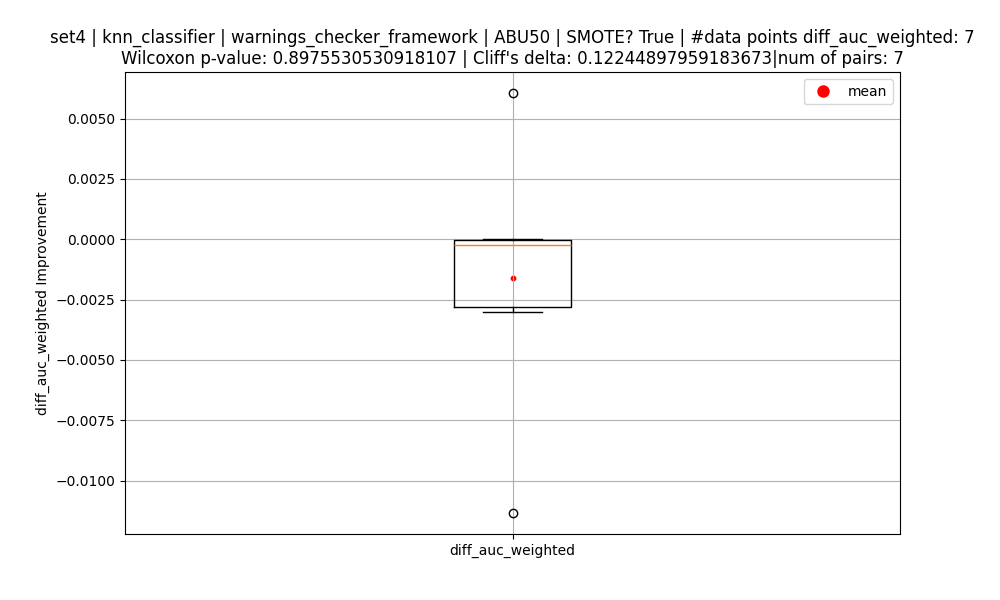 set4 | knn_classifier | warnings_checker_framework | ABU50 | SMOTE? True | #data points diff_auc_weighted: 7
Wilcoxon p-value: 0.8975530530918107 | Cliff's delta: 0.12244897959183673|num of pairs: 7
mean
0.0050
0.0025
0.0000
−0.0025
−0.0050
−0.0075
−0.0100
diff_auc_weighted Improvement
diff_auc_weighted